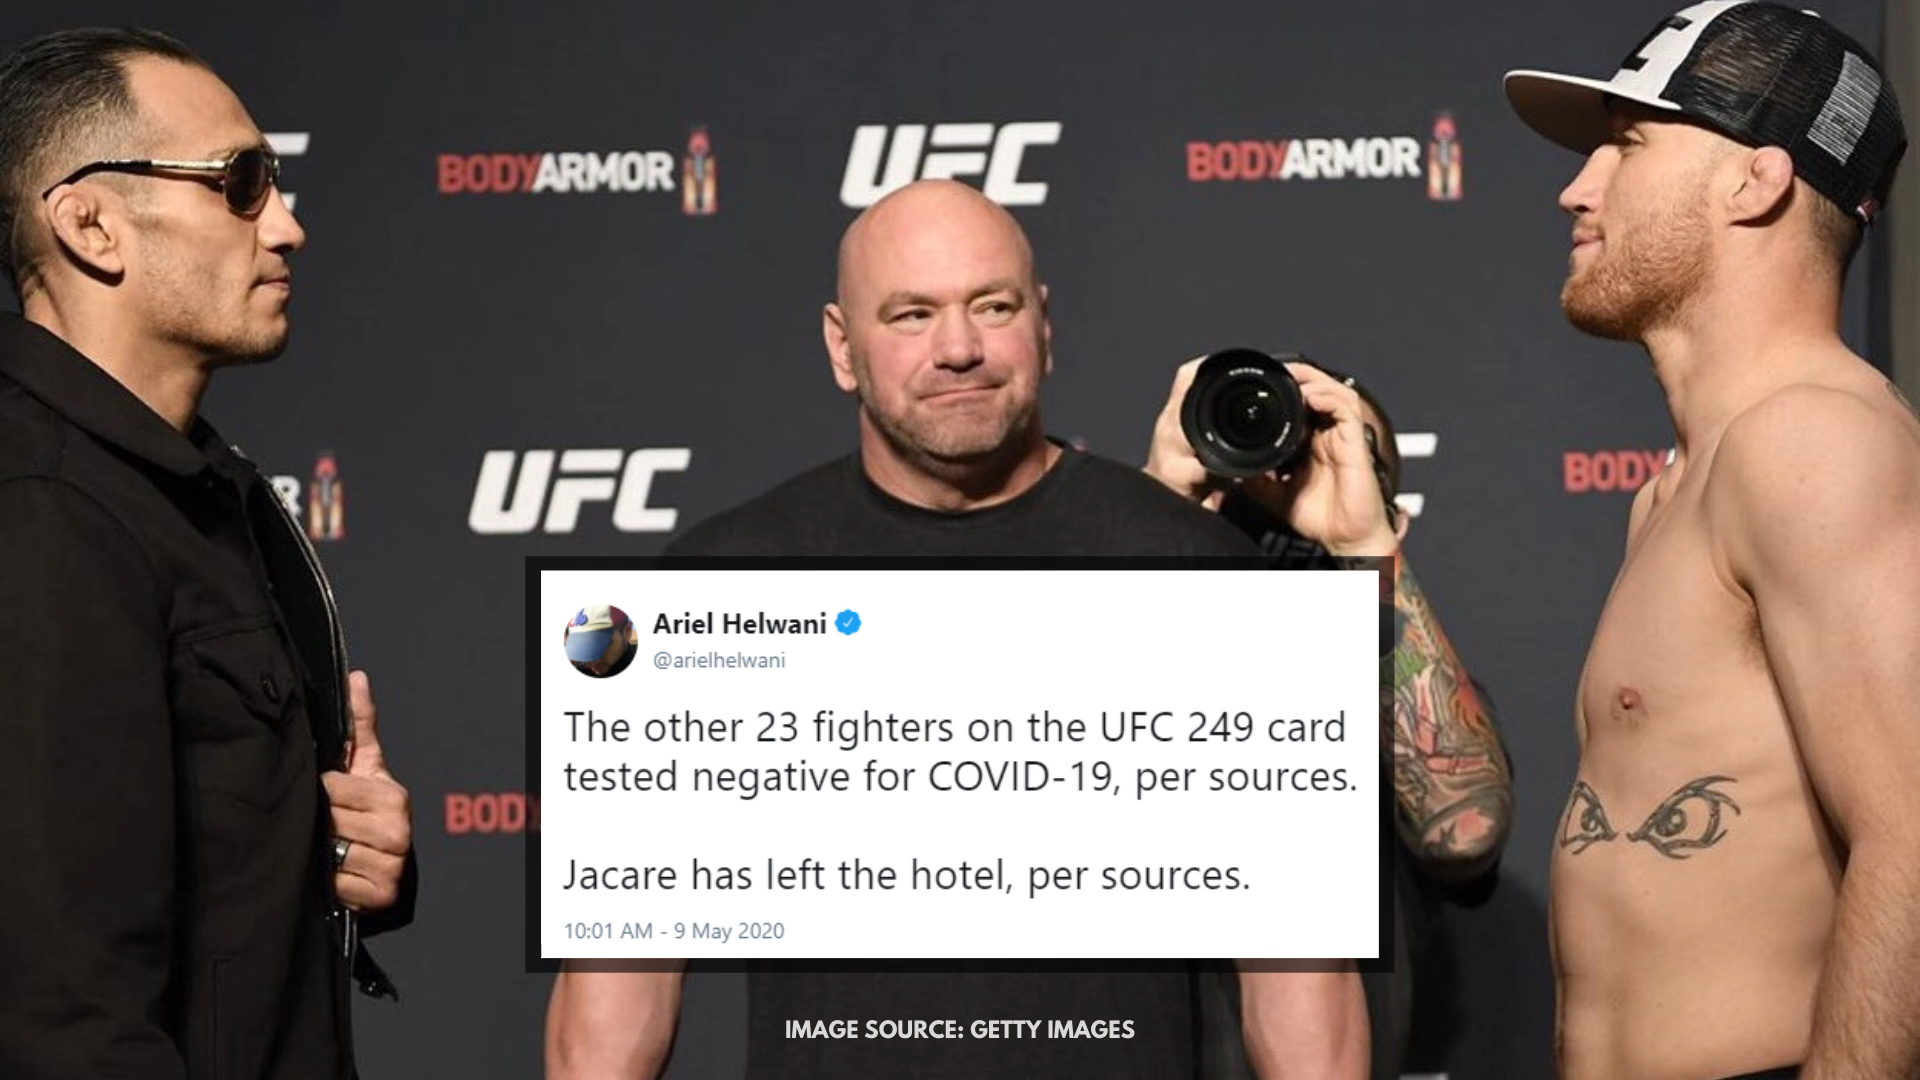 BODYARMOR
UFC
BODYARMOR
UFC
BODY
BOD
Ariel Helwani
@arielhelwani
The other 23 fighters on the UFC 249 card
tested negative for COVID-19, per sources.
Jacare has left the hotel, per sources.
10:01 AM - 9 May 2020
IMAGE SOURCE: GETTY IMAGES